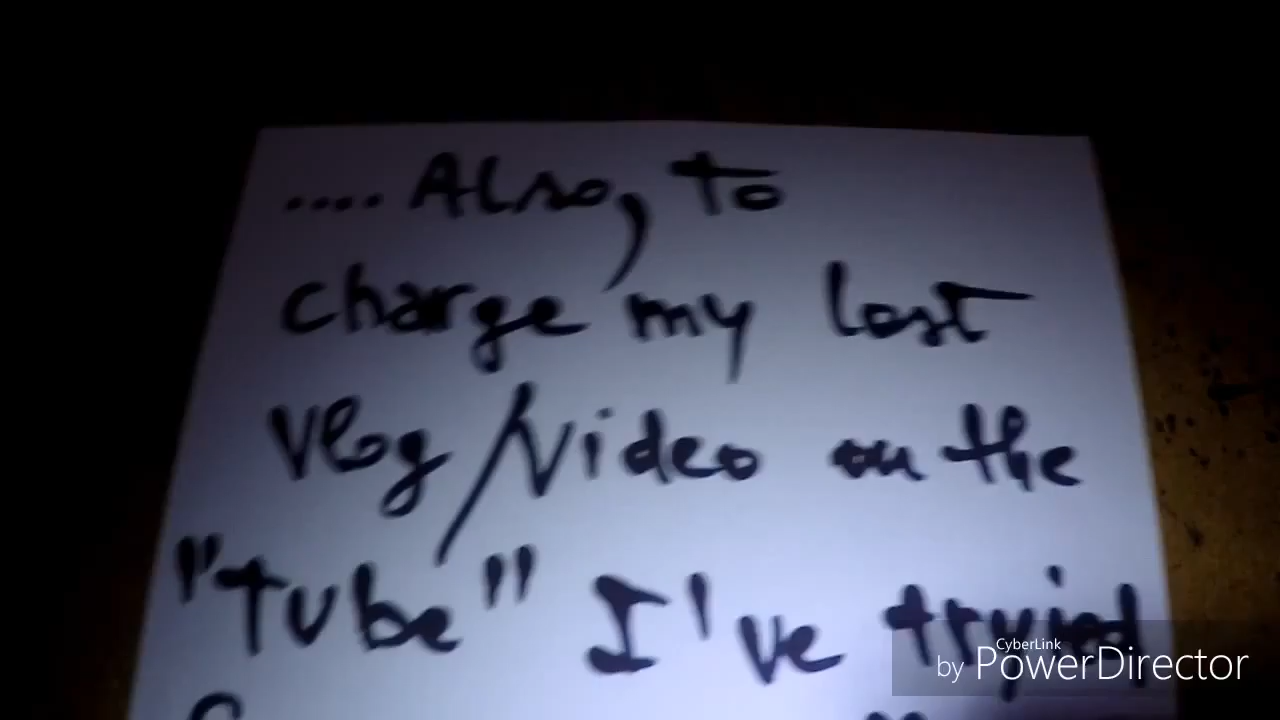 .... Also, to
charge my last
Vlog/Video on the
"Tube" I've tryied
CyberLink
by PowerDirector